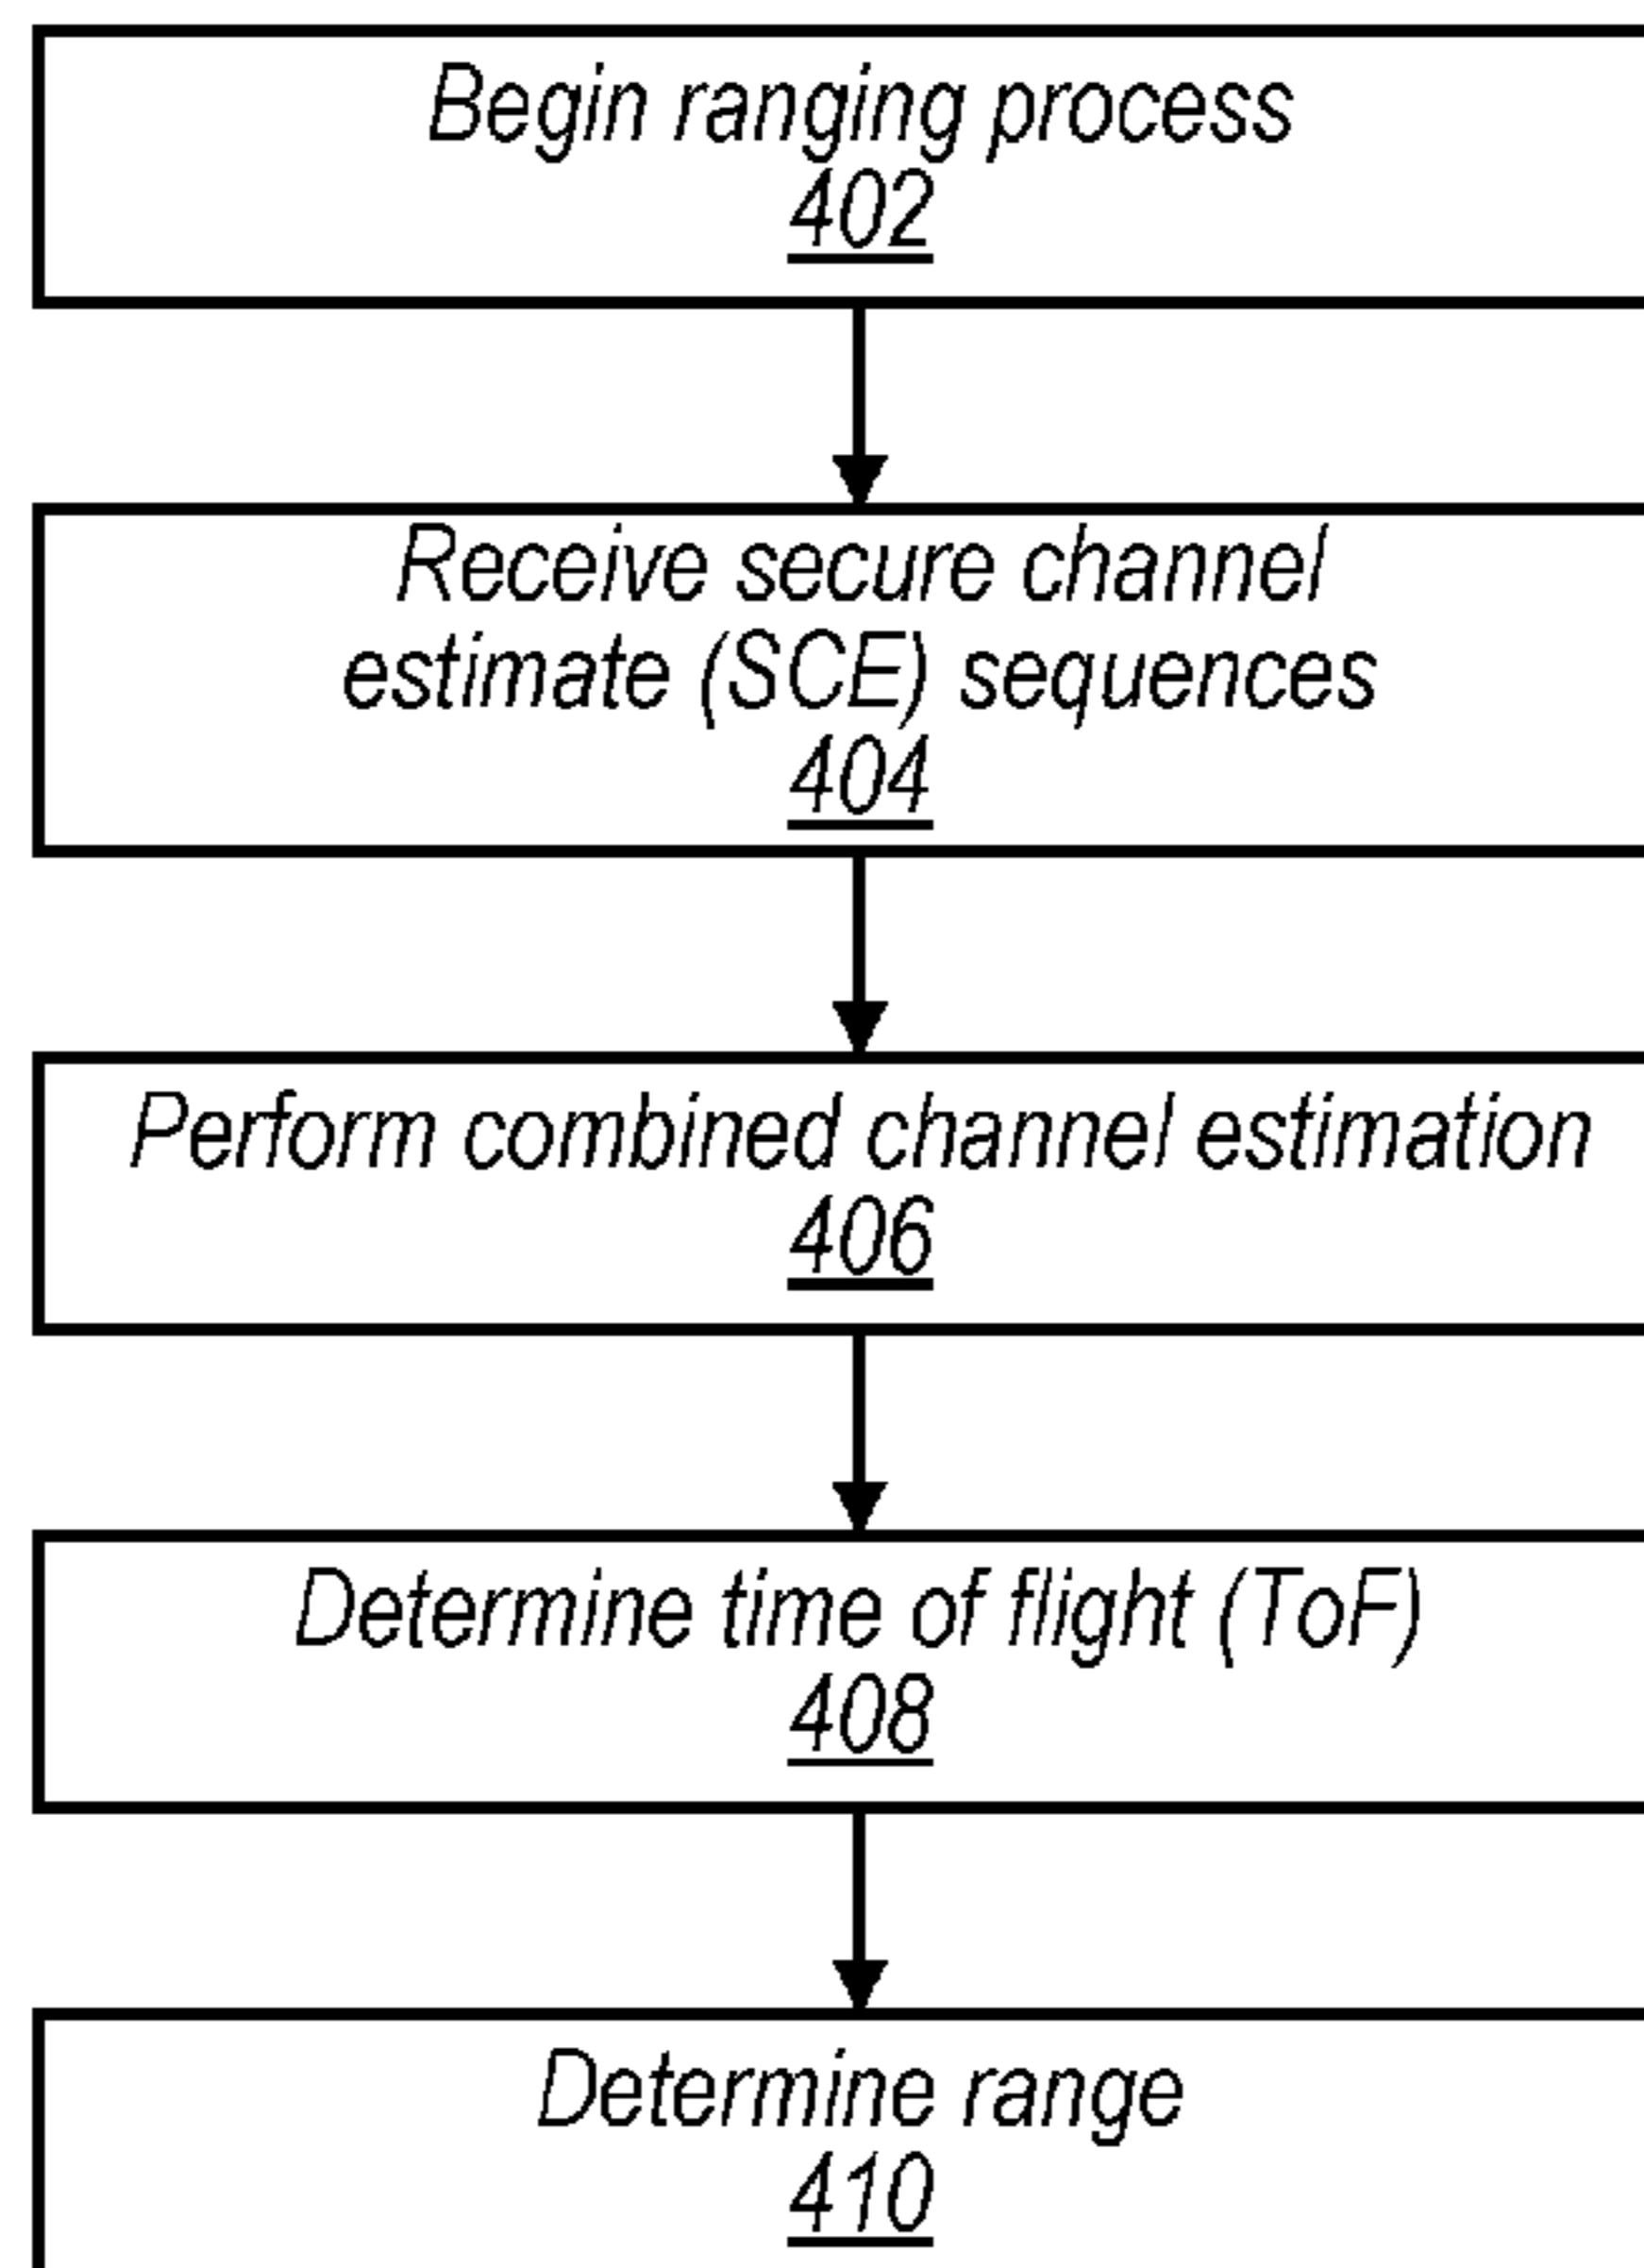 Begin ranging process
402
Receive secure channel
estimate (SCE) sequences
404
Perform combined channel estimation
406
Determine time of flight (ToF)
408
Determine range
410